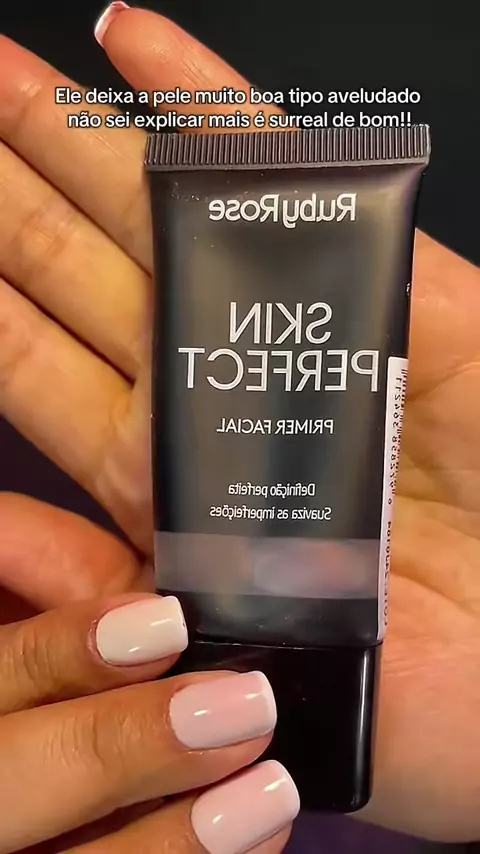 Ele deixa a pele muito boa tipo aveludado
não sei explicar mais é surreal de bom!!
RubyRose
SKIN
PERFECT
PRIMER FACIAL
Definição perfeita
Suaviza as imperfeições